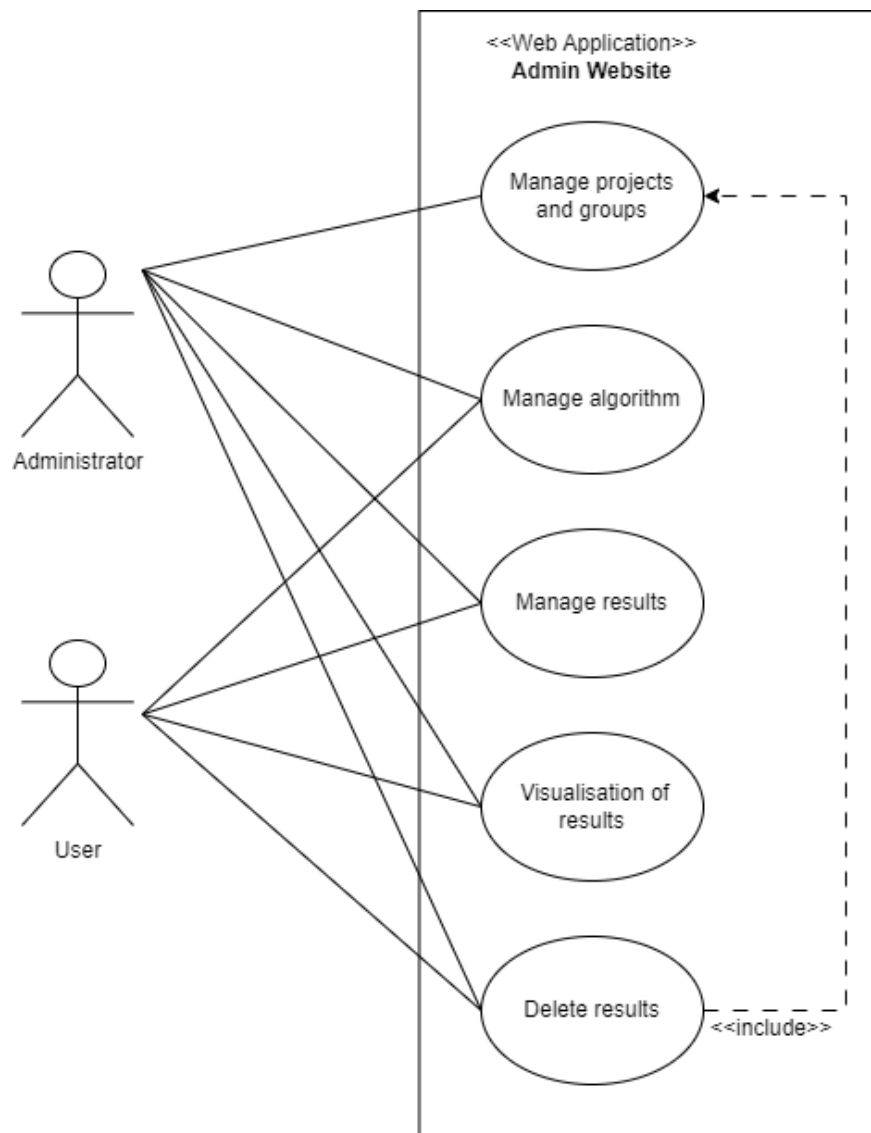 <<Web Application>>
Admin Website
Manage projects
and groups
Administrator
Manage algorithm
Manage results
User
Visualisation of
results
Delete results
<<include>>